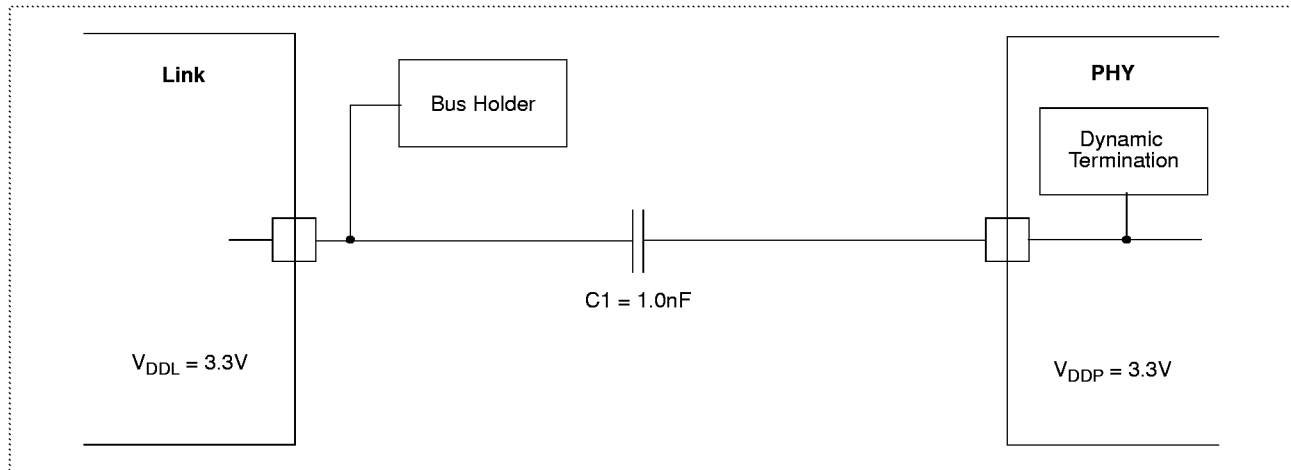 Link
PHY
Bus Holder
Dynamic
Termination
C1 = 1.0nF
VDDL = 3.3V
VDDP = 3.3V